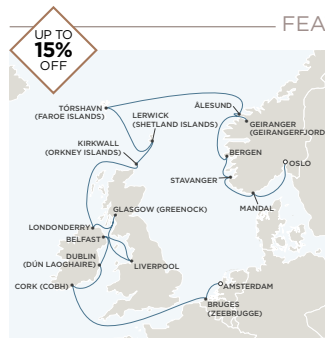 UP TO
15%
OFF
FEA
ÅLESUND
TÓRSHAVN
(FAROE ISLANDS)
LERWICK
(SHETLAND ISLANDS)
GEIRANGER
(GEIRANGERFJORD
KIRKWALL
(ORKNEY ISLANDS)
BERGEN
OSLO
STAVANGER
MANDAL
GLASGOW (GREENOCK)
LONDONDERRY
BELFAST
DUBLIN
(DÚN LAOGHAIRE)
LIVERPOOL
CORK (COBH)
AMSTERDAM
BRUGES
(ZEEBRUGGE)